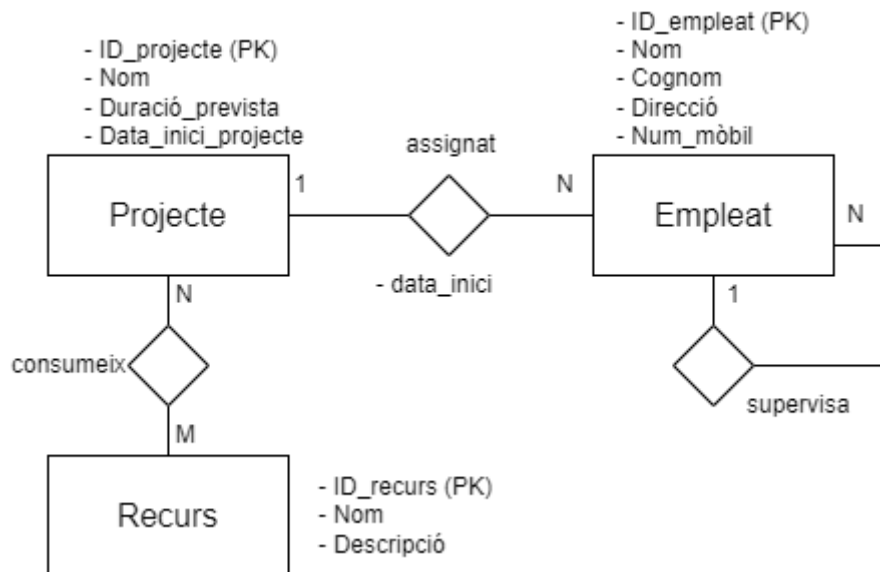 - ID_projecte (PK)
- Nom
- Duració_prevista
- Data_inici_projecte
- ID_empleat (PK)
- Nom
- Cognom
- Direcció
- Num_mòbil
assignat
1
N
N
Projecte
Empleat
- data_inici
N
1
consumeix
supervisa
M
Recurs
- ID_recurs (PK)
- Nom
- Descripció